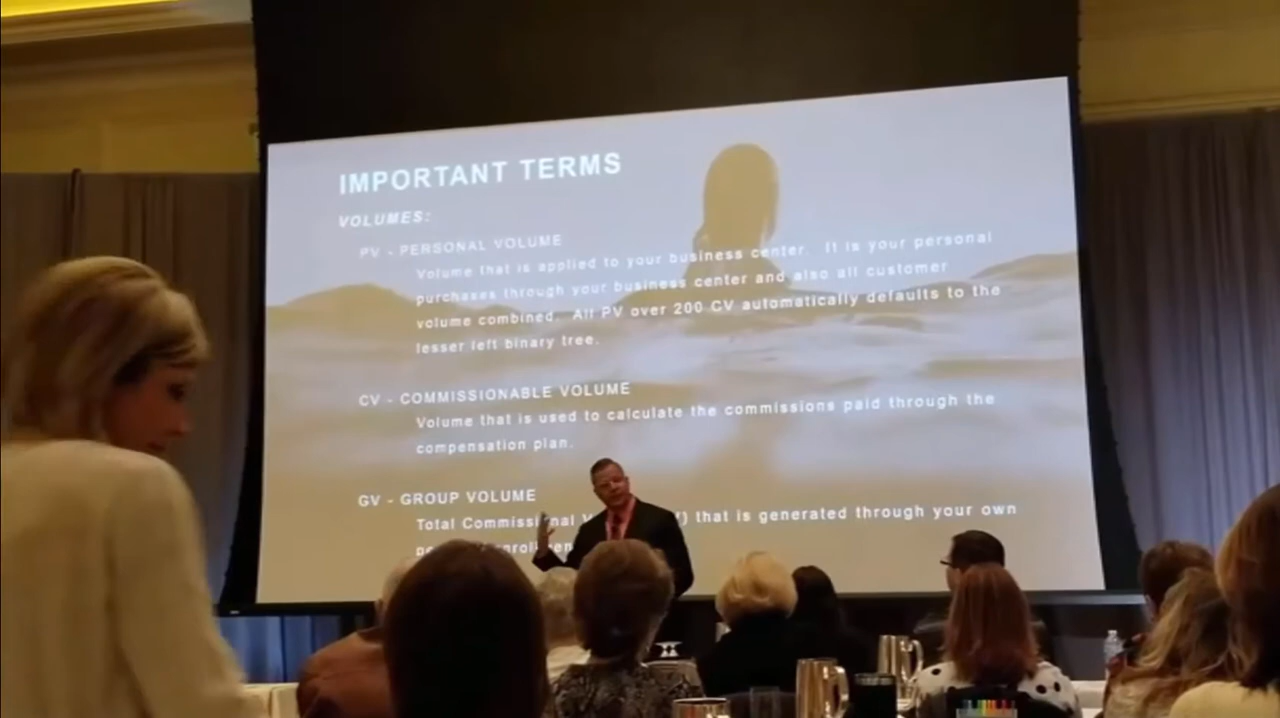 IMPORTANT TERMS
VOLUMES:
PV - PERSONAL VOLUME
Volume that is applied to your business center. It is your personal
purchases through your business center and also all customer
volume combined. All PV over 200 CV automatically defaults to the
lesser left binary tree.
CV - COMMISSIONABLE VOLUME
Volume that is used to calculate the commissions paid through the
compensation plan.
GV - GROUP VOLUME
Total that is generated through your own